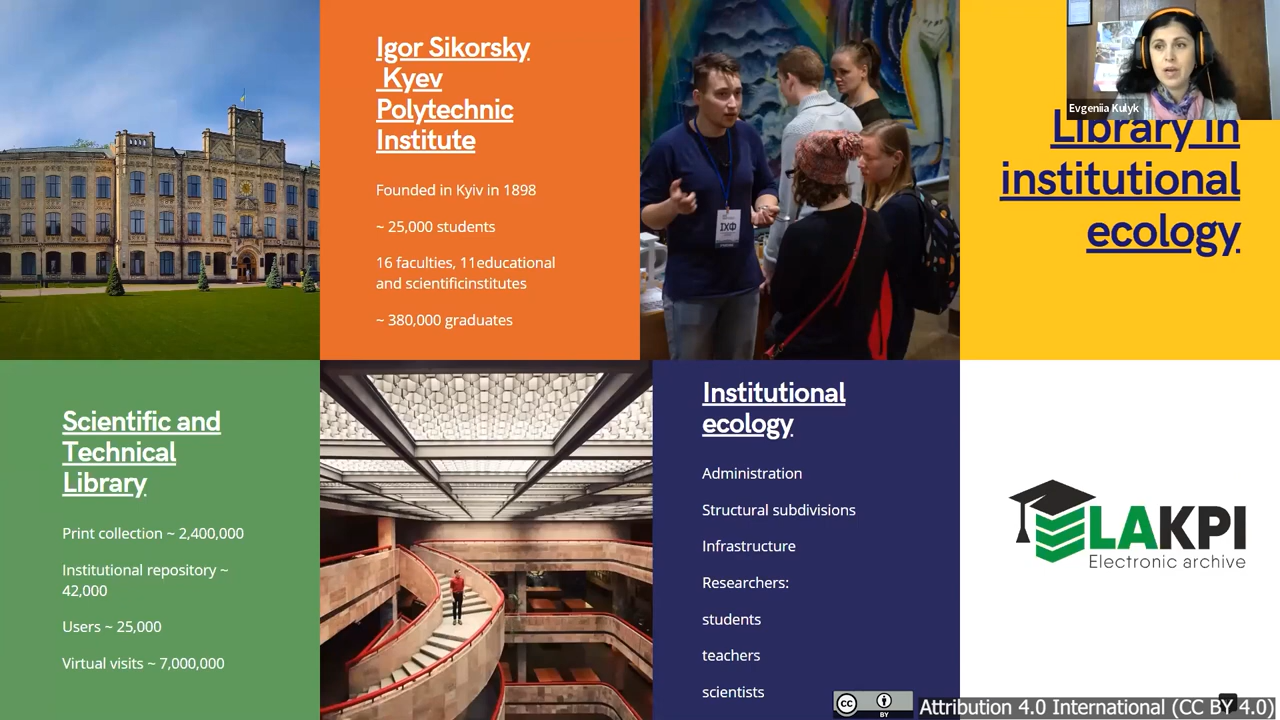 Igor Sikorsky
Kyev
Polytechnic
Institute
Founded in Kyiv in 1898
~ 25,000 students
16 faculties, 11educational
and scientificinstitutes
~ 380,000 graduates
ІХФ
Evgeniia Kulyk
Library in
institutional
ecology
Scientific and
Technical
Library
Print collection ~ 2,400,000
Institutional repository ~
42,000
Users ~ 25,000
Virtual visits ~ 7,000,000
Institutional
ecology
Administration
Structural subdivisions
Infrastructure
Researchers:
students
teachers
scientists
ELAKPI
Electronic archive
cc
BY
Attribution 4.0 International (CC BY 4.0)